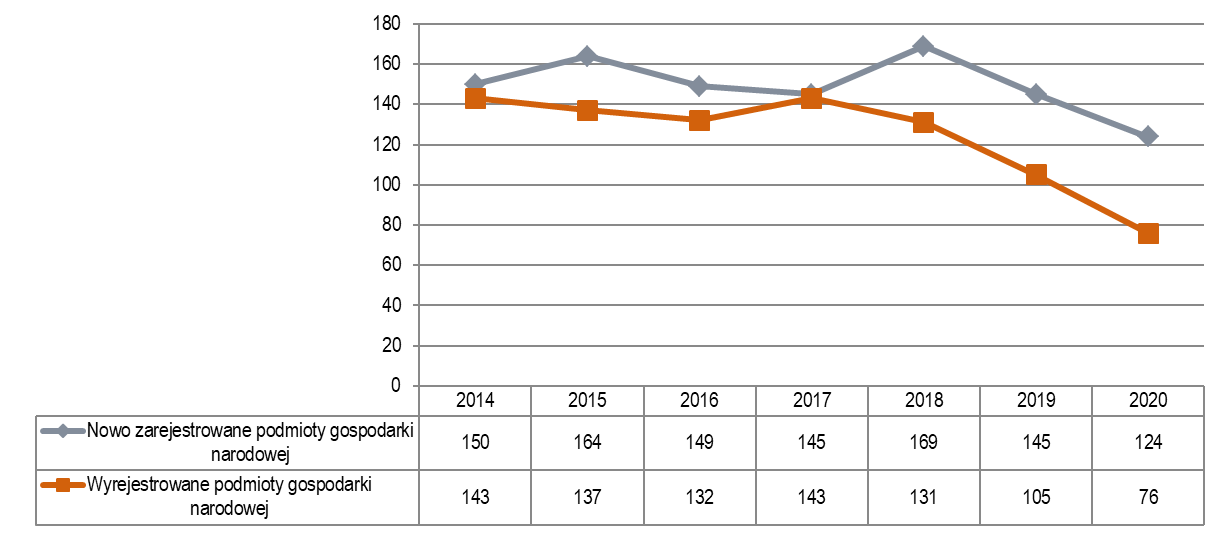 180
160
140
120
100
80
60
40
20
0
2014 2015 2016 2017 2018 2019 2020
Nowo zarejestrowane podmioty gospodarki
narodowej
150 164 149 145 169 145 124
Wyrejestrowane podmioty gospodarki
narodowej
143 137 132 143 131 105 76